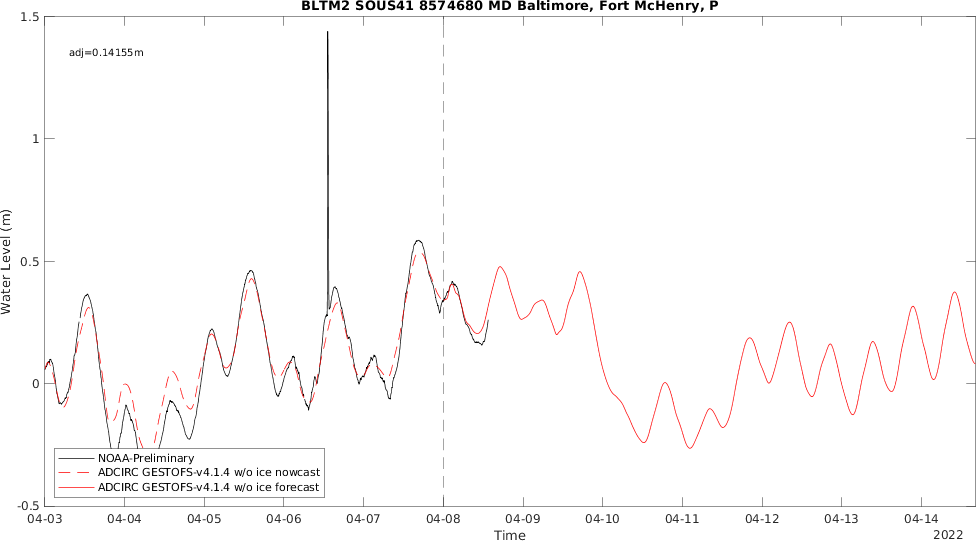 BLTM2 SOUS41 8574680 MD Baltimore, Fort McHenry, P
adj=0.14155m
1.5
1
0.5
0
-0.5
Water Level (m)
NOAA-Preliminary
ADCIRC GESTOFS-v4.1.4 w/o ice nowcast
ADCIRC GESTOFS-v4.1.4 w/o ice forecast
04-03 04-04 04-05 04-06 04-07 04-08 04-09 04-10 04-11 04-12 04-13 04-14
Time
2022